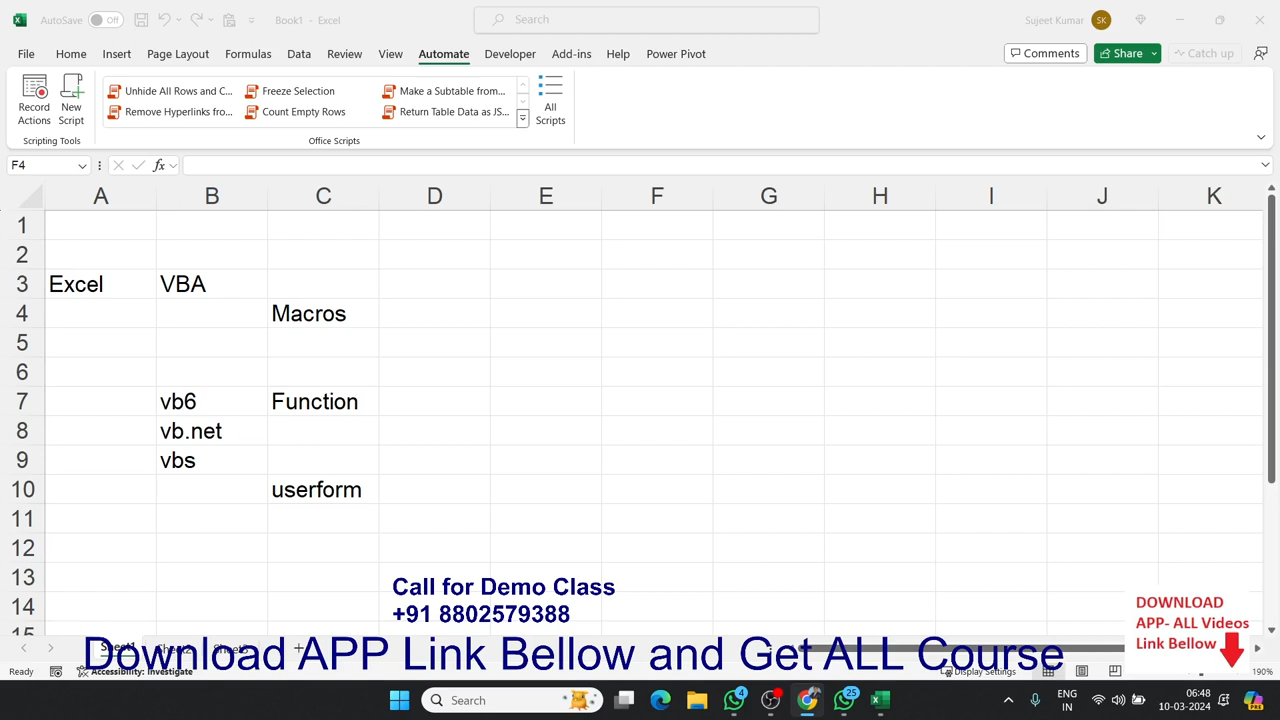 AutoSave Off Book1 - Excel Search Sujeet Kumar SK
File Home Insert Page Layout Formulas Data Review View Automate Developer Add-ins Help Power Pivot Comments Share Catch up
Unhide All Rows and C... Freeze Selection Make a Subtable from...
Remove Hyperlinks fro... Count Empty Rows Return Table Data as JS...
Record Actions New Script All Scripts
Scripting Tools Office Scripts
F4 fx
A B C D E F G H I J K
1
2
3 Excel VBA
4 Macros
5
6
7 vb6 Function
8 vb.net
9 vbs
10 userform
11
12
13
14
15
Call for Demo Class
+91 8802579388
DOWNLOAD
APP- ALL Videos
Link Bellow
Download APP Link Bellow and Get ALL Course
Sheet1 Sheet2 Sheet3
Ready Accessibility: Investigate Display Settings 190%
Search 4 25 ENG IN 06:48 10-03-2024